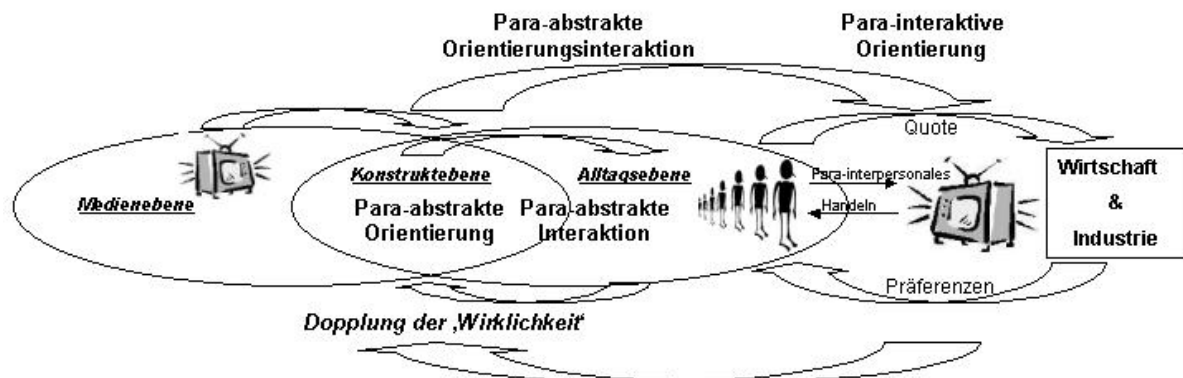 Para-abstrakte
Orientierungsinteraktion
Para-interaktive
Orientierung
Quote
Medienebene
Konstruktebene
Para-abstrakte
Orientierung
Alltagsebene
Para-abstrakte
Interaktion
Para-interpersonales
Handeln
Wirtschaft
&
Industrie
Präferenzen
Dopplung der ‚Wirklichkeit‘